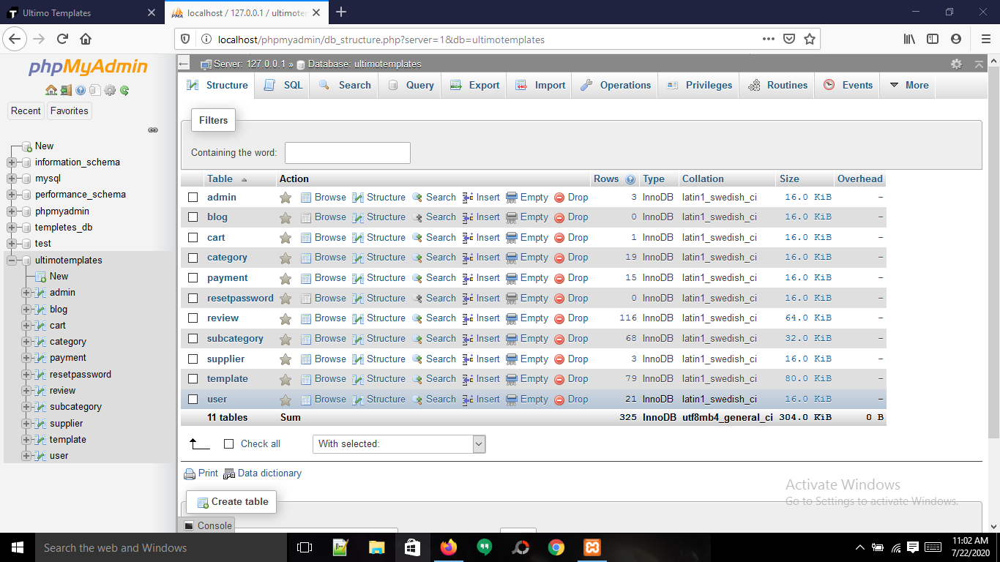 Ultimo Templates
localhost / 127.0.0.1 / ultimote
localhost/phpmyadmin/db_structure.php?server=1&db=ultimotemplates
phpMyAdmin
Recent Favorites
New
information_schema
mysql
performance_schema
phpmyadmin
templetes_db
test
ultimotemplates
New
admin
blog
cart
category
payment
resetpassword
review
subcategory
supplier
template
user
Server: 127.0.0.1 » Database: ultimotemplates
Structure SQL Search Query Export Import Operations Privileges Routines Events More
Filters
Containing the word:
Table Action Rows Type Collation Size Overhead
admin Browse Structure Search Insert Empty Drop 3 InnoDB latin1_swedish_ci 16.0 KiB –
blog Browse Structure Search Insert Empty Drop 0 InnoDB latin1_swedish_ci 16.0 KiB –
cart Browse Structure Search Insert Empty Drop 1 InnoDB latin1_swedish_ci 16.0 KiB –
category Browse Structure Search Insert Empty Drop 19 InnoDB latin1_swedish_ci 16.0 KiB –
payment Browse Structure Search Insert Empty Drop 15 InnoDB latin1_swedish_ci 16.0 KiB –
resetpassword Browse Structure Search Insert Empty Drop 0 InnoDB latin1_swedish_ci 16.0 KiB –
review Browse Structure Search Insert Empty Drop 116 InnoDB latin1_swedish_ci 64.0 KiB –
subcategory Browse Structure Search Insert Empty Drop 68 InnoDB latin1_swedish_ci 32.0 KiB –
supplier Browse Structure Search Insert Empty Drop 3 InnoDB latin1_swedish_ci 16.0 KiB –
template Browse Structure Search Insert Empty Drop 79 InnoDB latin1_swedish_ci 80.0 KiB –
user Browse Structure Search Insert Empty Drop 21 InnoDB latin1_swedish_ci 16.0 KiB –
11 tables Sum 325 InnoDB utf8mb4_general_ci 304.0 KiB 0 B
Check all With selected:
Print Data dictionary
Create table
Console
Activate Windows
Go to Settings to activate Windows.
Search the web and Windows
11:02 AM
7/22/2020